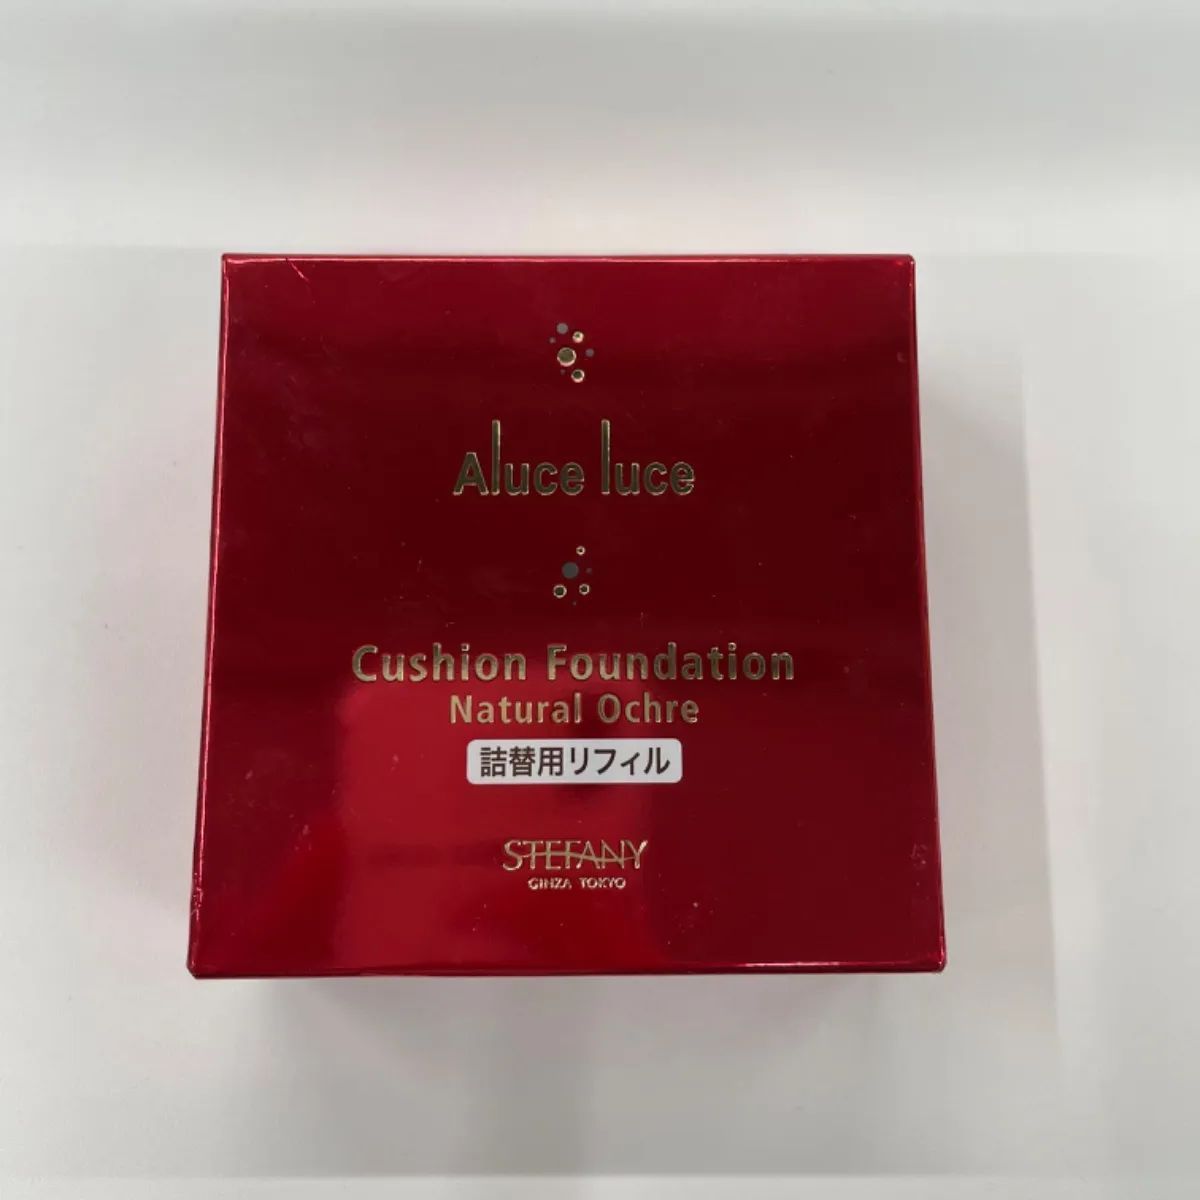 Aluce luce
Cushion Foundation
Natural Ochre
詰替用リフィル
STEFANY
GINZA TOKYO